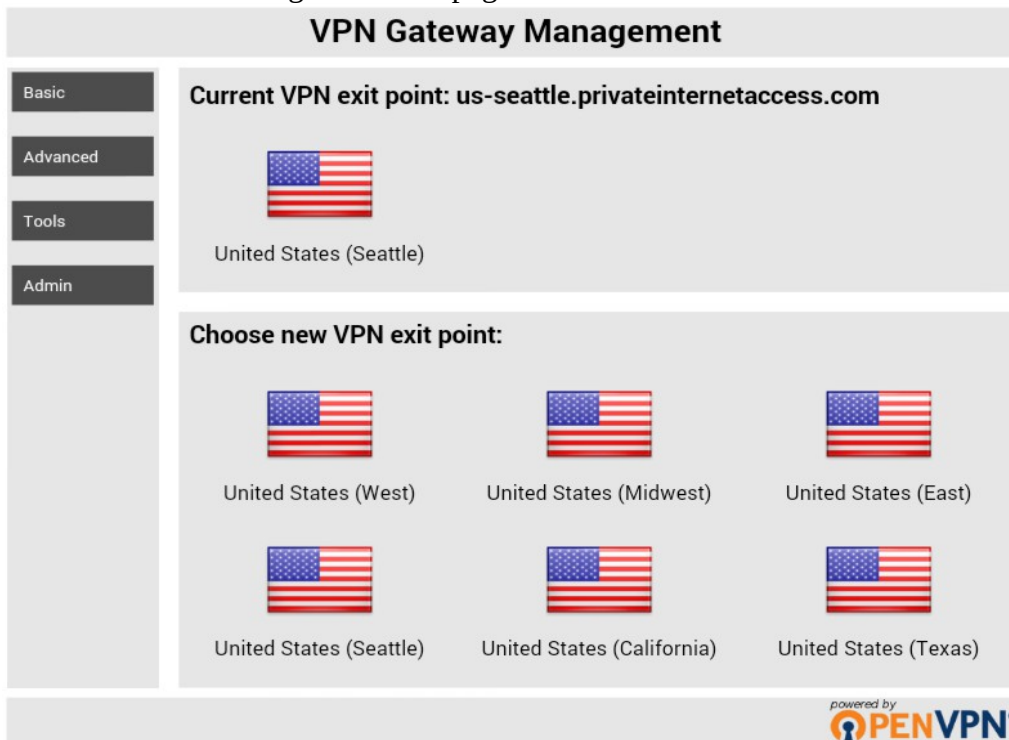 VPN Gateway Management
Basic
Advanced
Tools
Admin
Current VPN exit point: us-seattle.privateinternetaccess.com
United States (Seattle)
Choose new VPN exit point:
United States (West)
United States (Midwest)
United States (East)
United States (Seattle)
United States (California)
United States (Texas)
powered by
OPENVPN